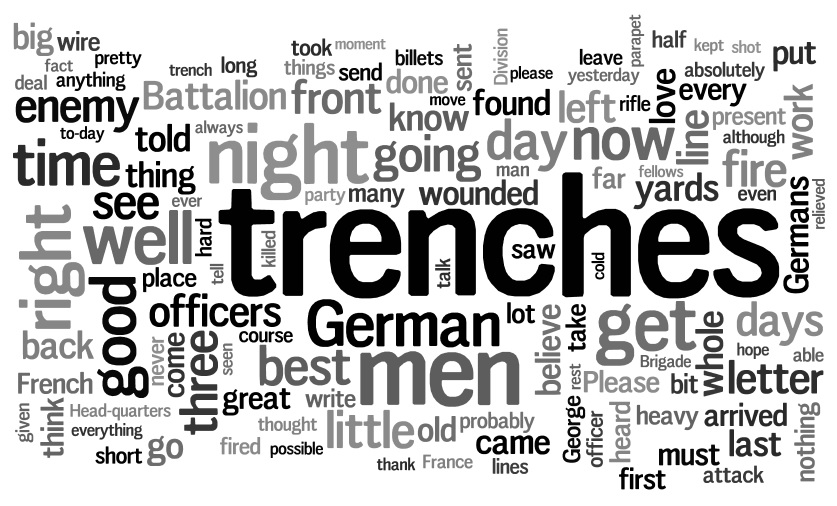 big
wire
fact
pretty
deal
anything
trench
long
took
moment
things
send
billets
done
sent
Division
please
leave
yesterday
parapet
half
kept
shot
put
absolutely
enemy
Battalion
front
move
know
found
left
rifle
love
every
present
work
to-day
told
always
night
going
day
now
line
although
time
thing
man
far
fellows
fire
even
see
ever
party
many
wounded
yards
Germans
relieved
right
well
hard
tell
killed
trenches
talk
saw
cold
good
place
officers
course
German
lot
believe
take
get
whole
days
back
never
come
three
seen
best
men
rest
Brigade
hope
able
French
great
write
Please
bit
letter
given
think
Head-quarters
everything
short
go
thought
fired
possible
little
old
probably
came
George
officer
heard
heavy
arrived
nothing
thank
France
lines
must
last
first
attack